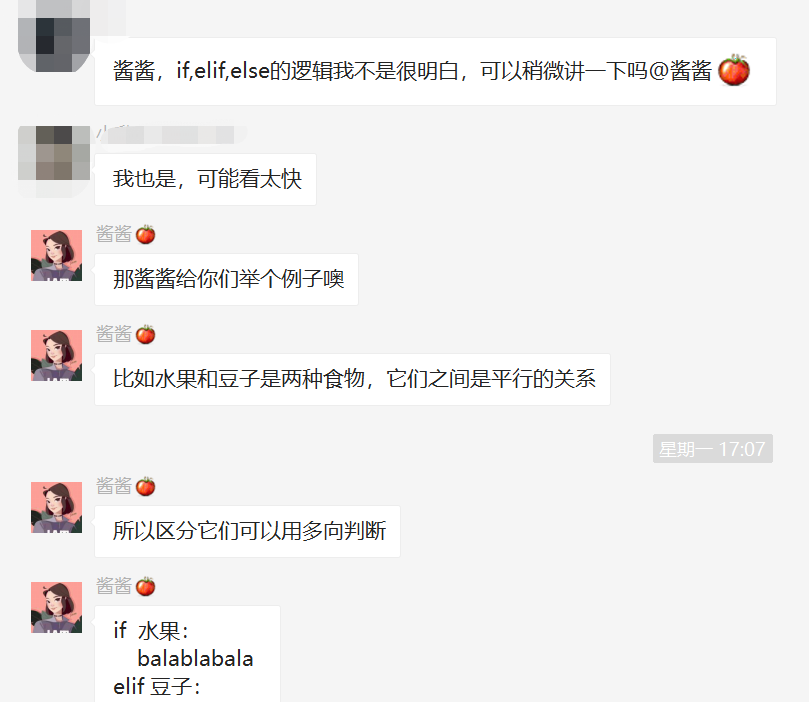 酱酱，if,elif,else的逻辑我不是很明白，可以稍微讲一下吗@酱酱🍅
我也是，可能看太快
酱酱🍅
那酱酱给你们举个例子噢
酱酱🍅
比如水果和豆子是两种食物，它们之间是平行的关系
星期一 17:07
酱酱🍅
所以区分它们可以用多向判断
酱酱🍅
if 水果：
balablabala
elif 豆子：